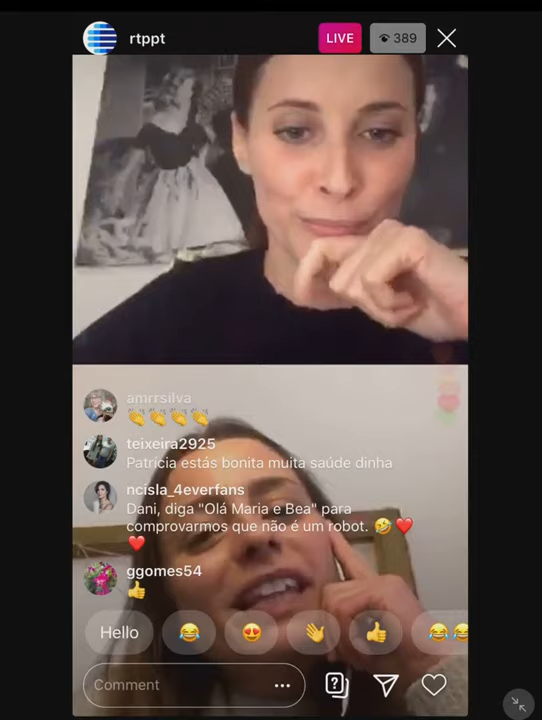 rtppt
LIVE
389
amrrsilva
👏👏👏👏
teixeira2925
Patrícia estás bonita muita saúde dinha
ncisla_4everfans
Dani, diga "Olá Maria e Bea" para
comprovarmos que não é um robot. 🤣❤️
❤️
ggomes54
👍
Hello
Comment